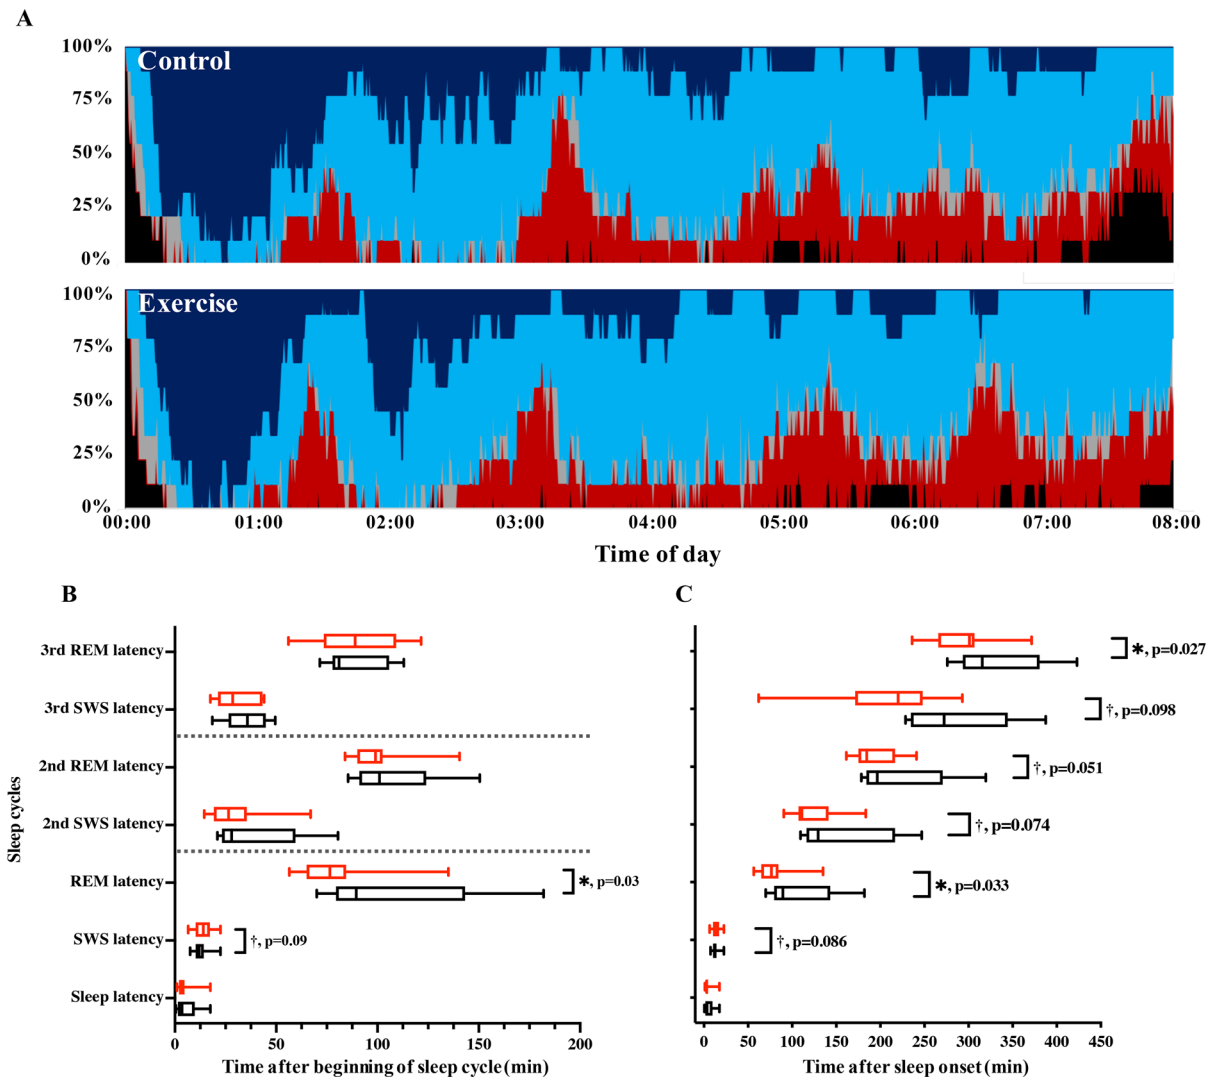 A
100%
Control
75%
50%
25%
0%
100%
Exercise
75%
50%
25%
0%
00:00 01:00 02:00 03:00 04:00 05:00 06:00 07:00 08:00
Time of day
B
Sleep cycles
3rd REM latency
3rd SWS latency
2nd REM latency
2nd SWS latency
REM latency
*, p=0.03
SWS latency
†, p=0.09
Sleep latency
0 50 100 150 200
Time after beginning of sleep cycle (min)
C
*, p=0.027
†, p=0.098
†, p=0.051
†, p=0.074
*, p=0.033
†, p=0.086
0 50 100 150 200 250 300 350 400 450
Time after sleep onset (min)